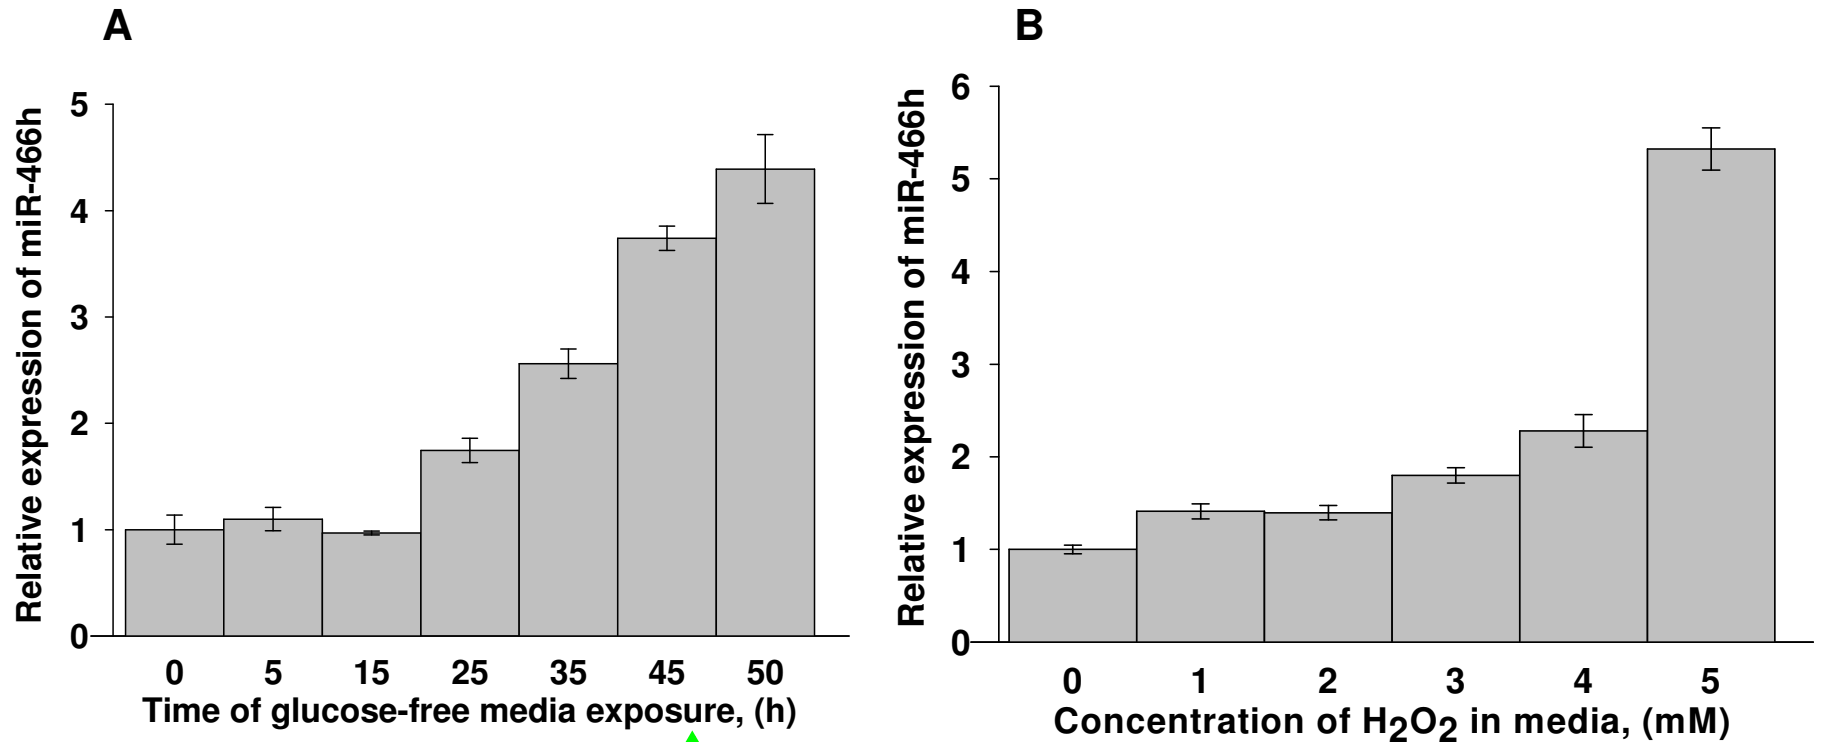 A
Relative expression of miR-466h
5
4
3
2
1
0
0 5 15 25 35 45 50
Time of glucose-free media exposure, (h)
B
Relative expression of miR-466h
6
5
4
3
2
1
0
0 1 2 3 4 5
Concentration of H₂O₂ in media, (mM)